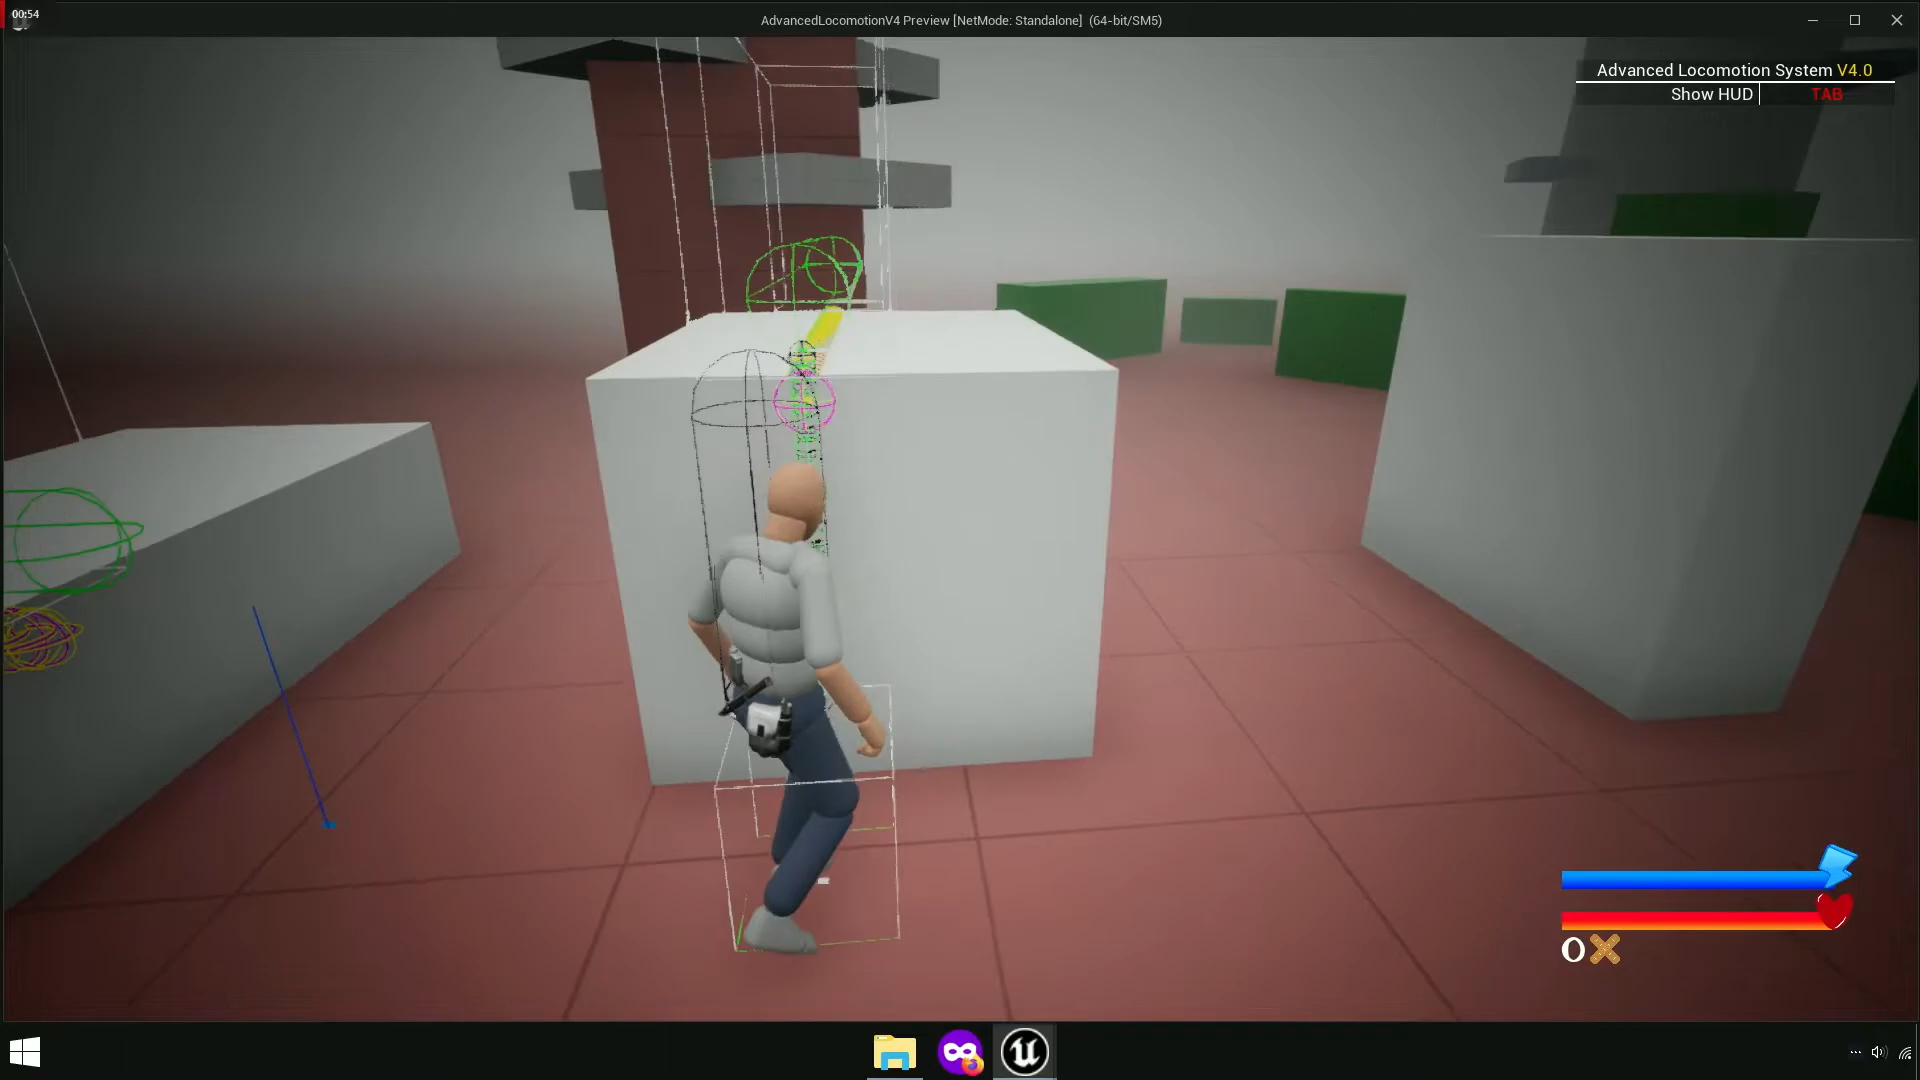 00:54
AdvancedLocomotionV4 Preview [NetMode: Standalone] (64-bit/SM5)
Advanced Locomotion System V4.0
Show HUD TAB
0